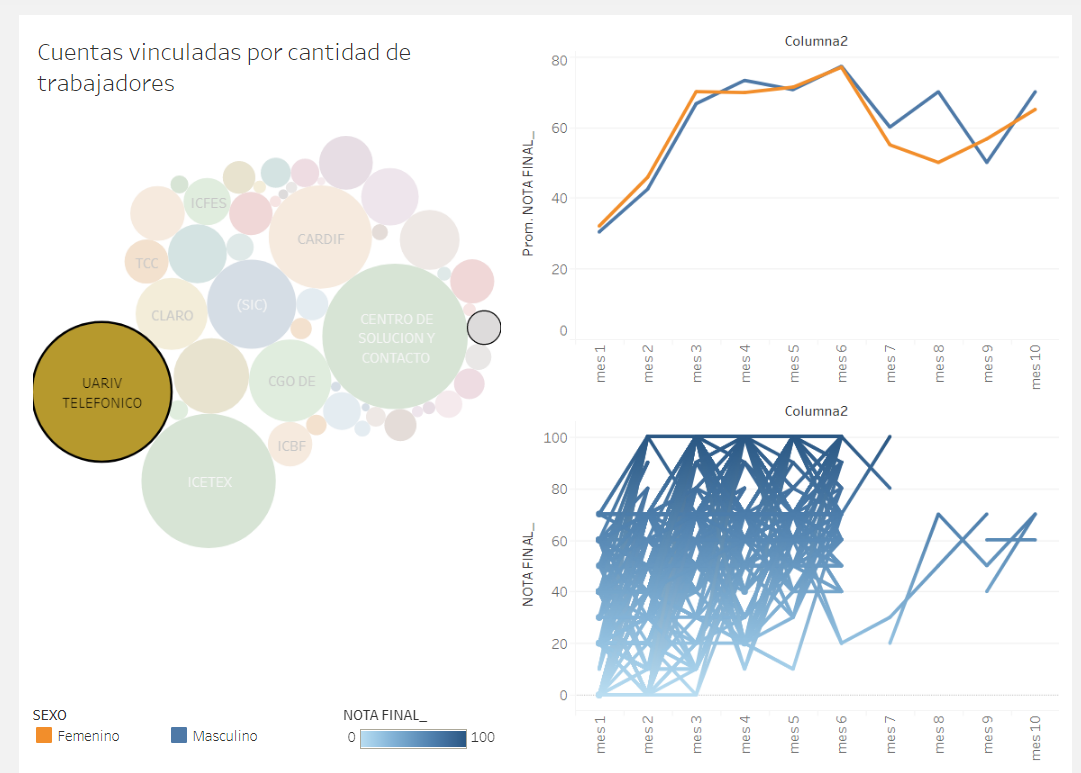 Cuentas vinculadas por cantidad de
trabajadores
ICFES
CARDIF
TCC
(SIC)
CLARO
CENTRO DE
SOLUCION Y
CONTACTO
UARIV
TELEFONICO
CGO DE
ICBF
ICETEX
SEXO
Femenino
Masculino
NOTA FINAL_
0
100
Columna2
Prom. NOTA FINAL_
80
60
40
20
0
mes 1
mes 2
mes 3
mes 4
mes 5
mes 6
mes 7
mes 8
mes 9
mes 10
Columna2
NOTA FINAL_
100
80
60
40
20
0
mes 1
mes 2
mes 3
mes 4
mes 5
mes 6
mes 7
mes 8
mes 9
mes 10